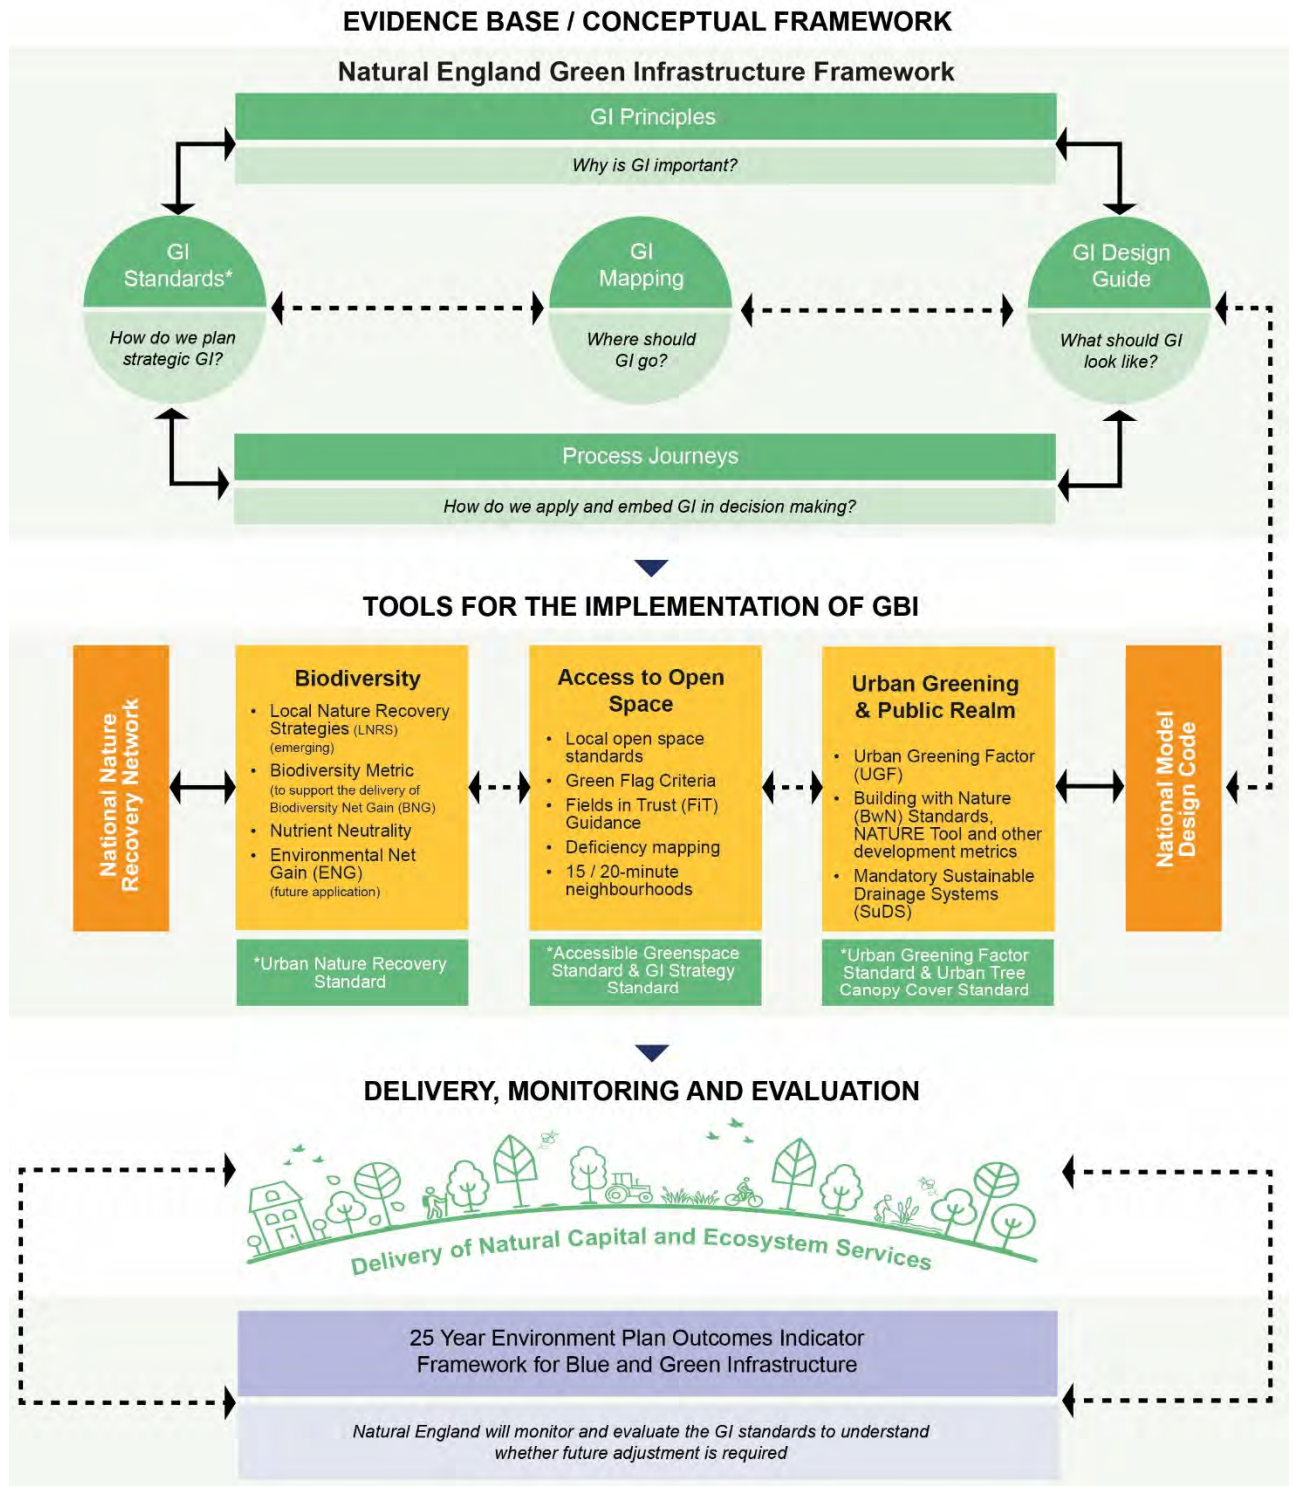 EVIDENCE BASE / CONCEPTUAL FRAMEWORK
Natural England Green Infrastructure Framework
GI Principles
Why is GI important?
GI
Standards*
How do we plan
strategic GI?
GI
Mapping
Where should
GI go?
GI Design
Guide
What should GI
look like?
Process Journeys
How do we apply and embed GI in decision making?
TOOLS FOR THE IMPLEMENTATION OF GBI
National Nature
Recovery Network
Biodiversity
• Local Nature Recovery
Strategies (LNRS)
(emerging)
• Biodiversity Metric
(to support the delivery of
Biodiversity Net Gain (BNG)
• Nutrient Neutrality
• Environmental Net
Gain (ENG)
(future application)
*Urban Nature Recovery
Standard
Access to Open
Space
• Local open space
standards
• Green Flag Criteria
• Fields in Trust (FiT)
Guidance
• Deficiency mapping
• 15 / 20-minute
neighbourhoods
*Accessible Greenspace
Standard & GI Strategy
Standard
Urban Greening
& Public Realm
• Urban Greening Factor
(UGF)
• Building with Nature
(BwN) Standards,
NATURE Tool and other
development metrics
• Mandatory Sustainable
Drainage Systems
(SuDS)
*Urban Greening Factor
Standard & Urban Tree
Canopy Cover Standard
National Model
Design Code
DELIVERY, MONITORING AND EVALUATION
Delivery of Natural Capital and Ecosystem Services
25 Year Environment Plan Outcomes Indicator
Framework for Blue and Green Infrastructure
Natural England will monitor and evaluate the GI standards to understand
whether future adjustment is required